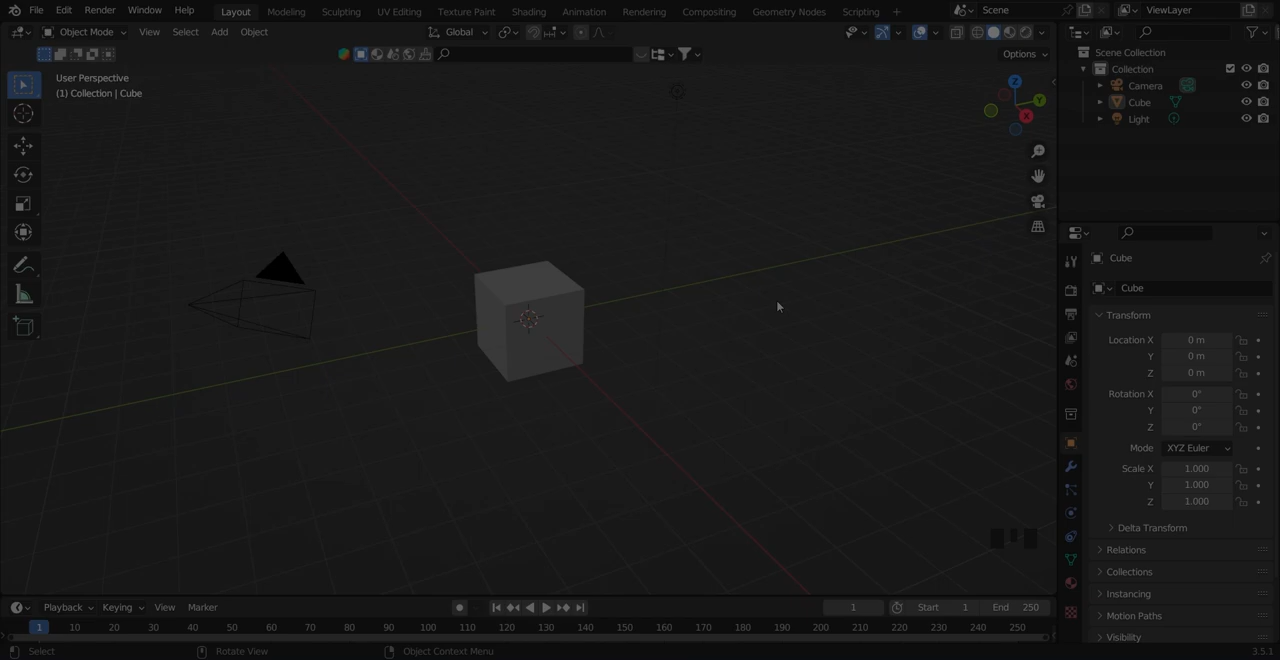 File Edit Render Window Help Layout Modeling Sculpting UV Editing Texture Paint Shading Animation Rendering Compositing Geometry Nodes Scripting + Scene ViewLayer
Object Mode View Select Add Object Global
Options
User Perspective
(1) Collection | Cube
Z
Y
X
Scene Collection
Collection
Camera
Cube
Light
Cube
Cube
Transform
Location X 0 m
Y 0 m
Z 0 m
Rotation X 0°
Y 0°
Z 0°
Mode XYZ Euler
Scale X 1.000
Y 1.000
Z 1.000
Delta Transform
Relations
Collections
Instancing
Motion Paths
Visibility
Playback Keying View Marker 1 Start 1 End 250
1 10 20 30 40 50 60 70 80 90 100 110 120 130 140 150 160 170 180 190 200 210 220 230 240 250
Select Rotate View Object Context Menu 3.5.1